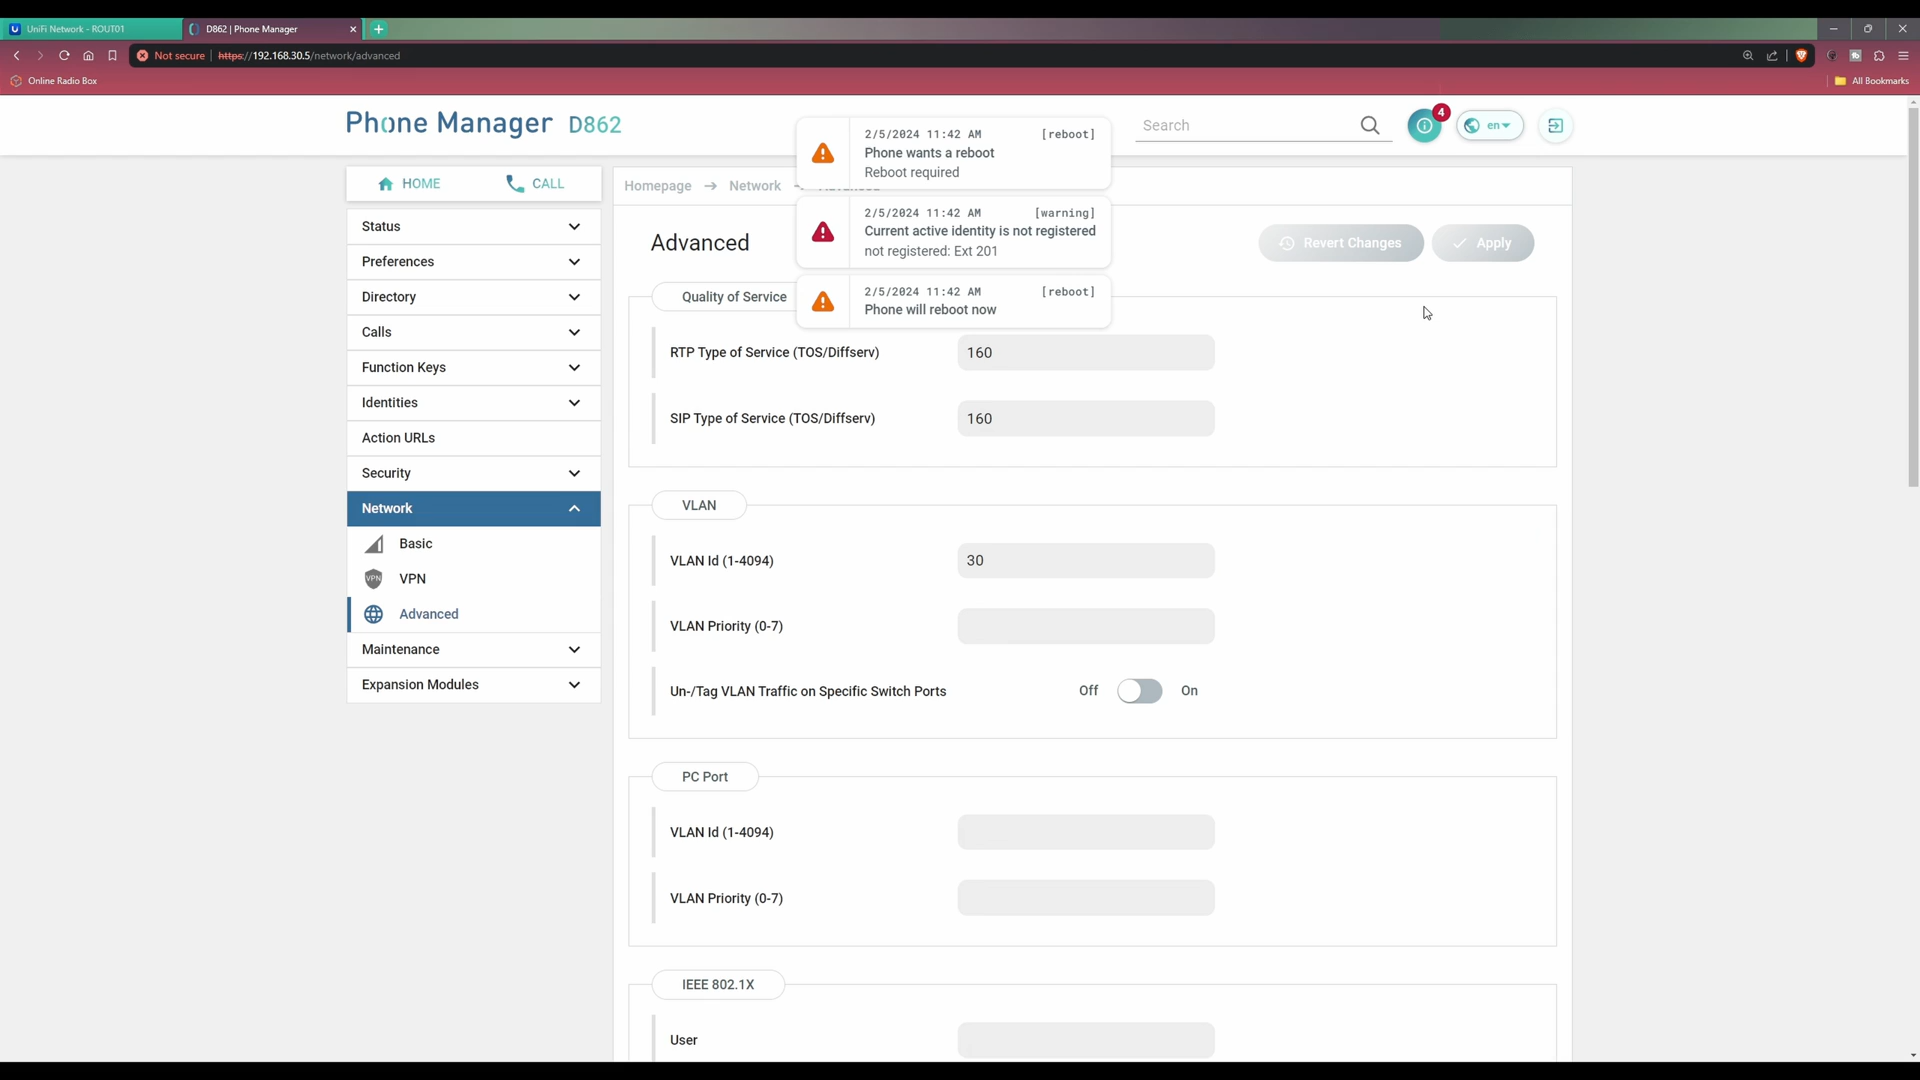 UniFi Network - ROUT01
D862 | Phone Manager
Not secure
https://192.168.30.5/network/advanced
Online Radio Box
All Bookmarks
Phone Manager D862
Search
4
en
HOME
CALL
Status
Preferences
Directory
Calls
Function Keys
Identities
Action URLs
Security
Network
Basic
VPN
VPN
Advanced
Maintenance
Expansion Modules
2/5/2024 11:42 AM [reboot]
Phone wants a reboot
Reboot required
2/5/2024 11:42 AM [warning]
Current active identity is not registered
not registered: Ext 201
2/5/2024 11:42 AM [reboot]
Phone will reboot now
Homepage → Network → Advanced
Advanced
Revert Changes
Apply
Quality of Service
RTP Type of Service (TOS/Diffserv)
160
SIP Type of Service (TOS/Diffserv)
160
VLAN
VLAN Id (1-4094)
30
VLAN Priority (0-7)
Un-/Tag VLAN Traffic on Specific Switch Ports
Off
On
PC Port
VLAN Id (1-4094)
VLAN Priority (0-7)
IEEE 802.1X
User